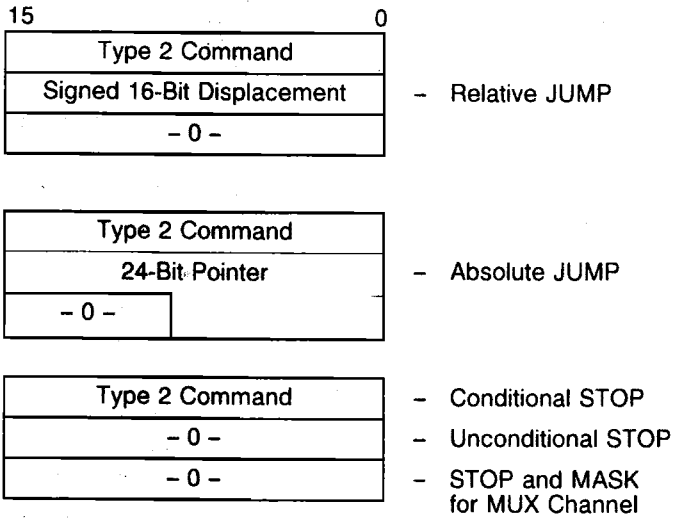 15 0
Type 2 Command
Signed 16-Bit Displacement – Relative JUMP
– 0 –
Type 2 Command
24-Bit Pointer – Absolute JUMP
– 0 –
Type 2 Command – Conditional STOP
– 0 – – Unconditional STOP
– 0 – – STOP and MASK
for MUX Channel